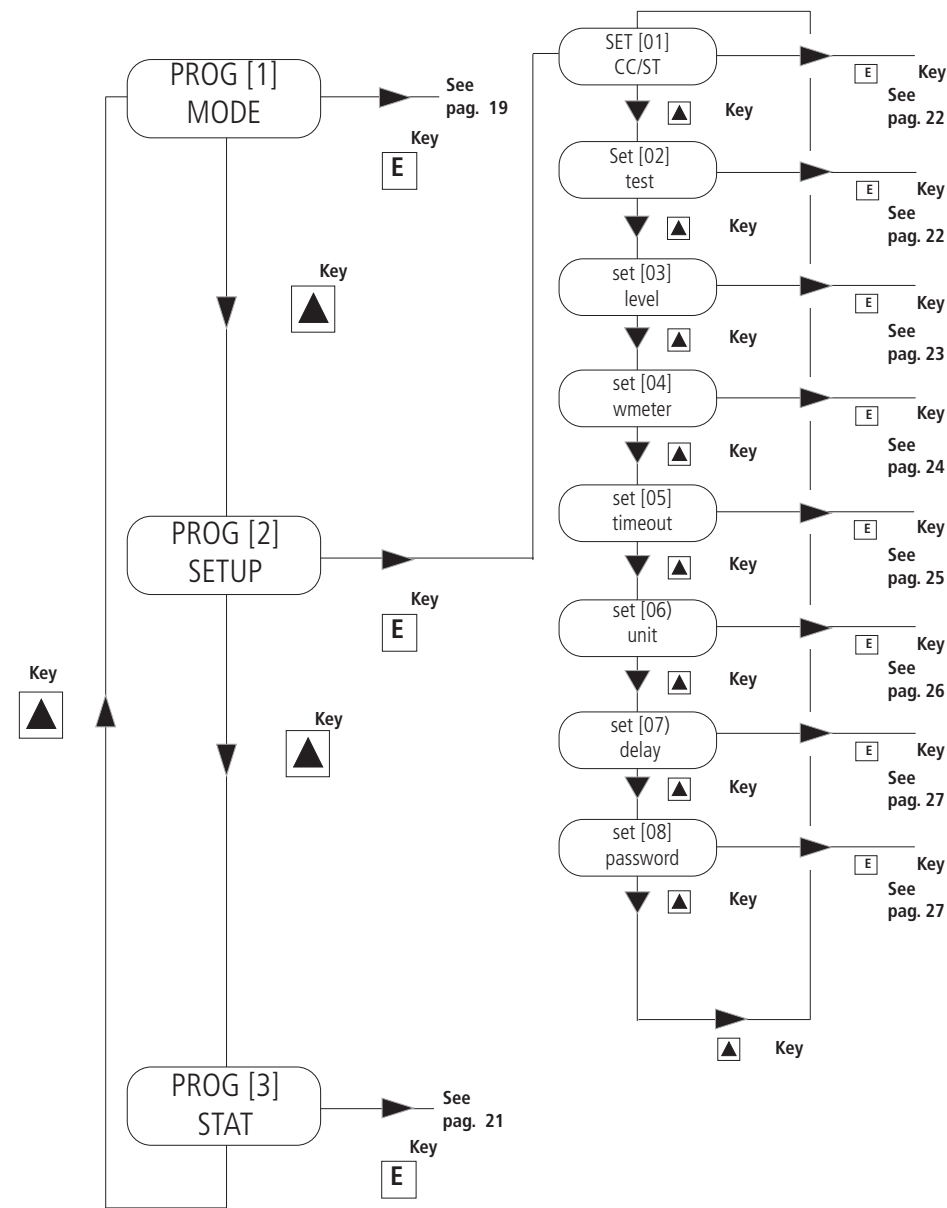 PROG [1]
MODE
See
pag. 19
Key
E
Key
PROG [2]
SETUP
Key
E
Key
Key
PROG [3]
STAT
See
pag. 21
Key
E
SET [01]
CC/ST
E Key
See
pag. 22
Key
Set [02]
test
E Key
See
pag. 22
Key
set [03]
level
E Key
See
pag. 23
Key
set [04]
wmeter
E Key
See
pag. 24
Key
set [05]
timeout
E Key
See
pag. 25
Key
set [06)
unit
E Key
See
pag. 26
Key
set [07)
delay
E Key
See
pag. 27
Key
set [08]
password
E Key
See
pag. 27
Key
Key